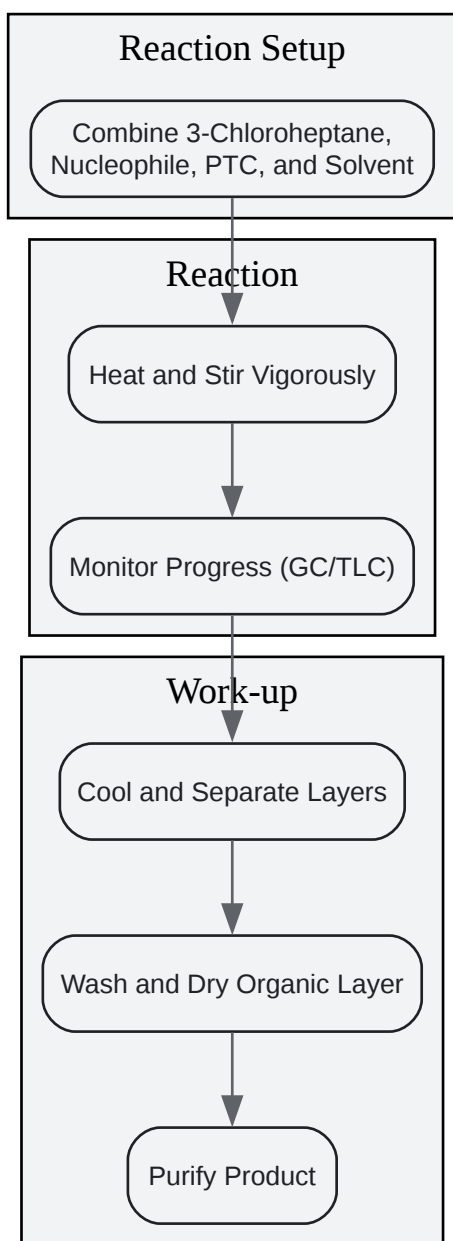 Reaction Setup
Combine 3-Chloroheptane,
Nucleophile, PTC, and Solvent
Reaction
Heat and Stir Vigorously
Monitor Progress (GC/TLC)
Work-up
Cool and Separate Layers
Wash and Dry Organic Layer
Purify Product